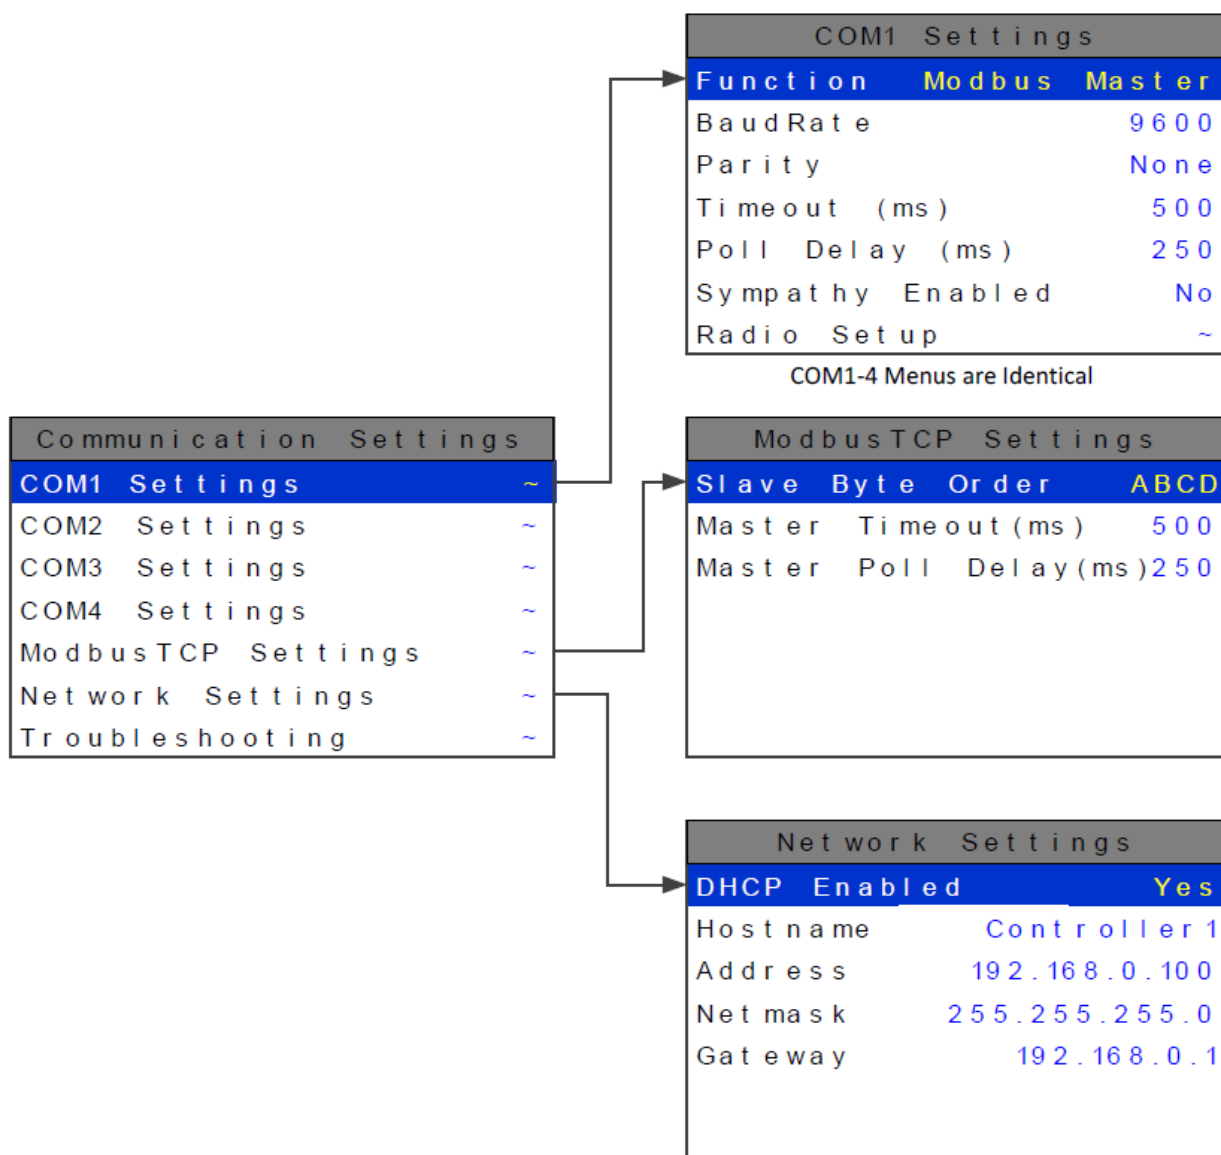 COM1 Settings
Function Modbus Master
BaudRate 9600
Parity None
Timeout (ms) 500
Poll Delay (ms) 250
Sympathy Enabled No
Radio Setup ~
COM1-4 Menus are Identical
Communication Settings
COM1 Settings ~
COM2 Settings ~
COM3 Settings ~
COM4 Settings ~
ModbusTCP Settings ~
Network Settings ~
Troubleshooting ~
ModbusTCP Settings
Slave Byte Order ABCD
Master Timeout(ms) 500
Master Poll Delay(ms)250
Network Settings
DHCP Enabled Yes
Hostname Controller1
Address 192.168.0.100
Netmask 255.255.255.0
Gateway 192.168.0.1